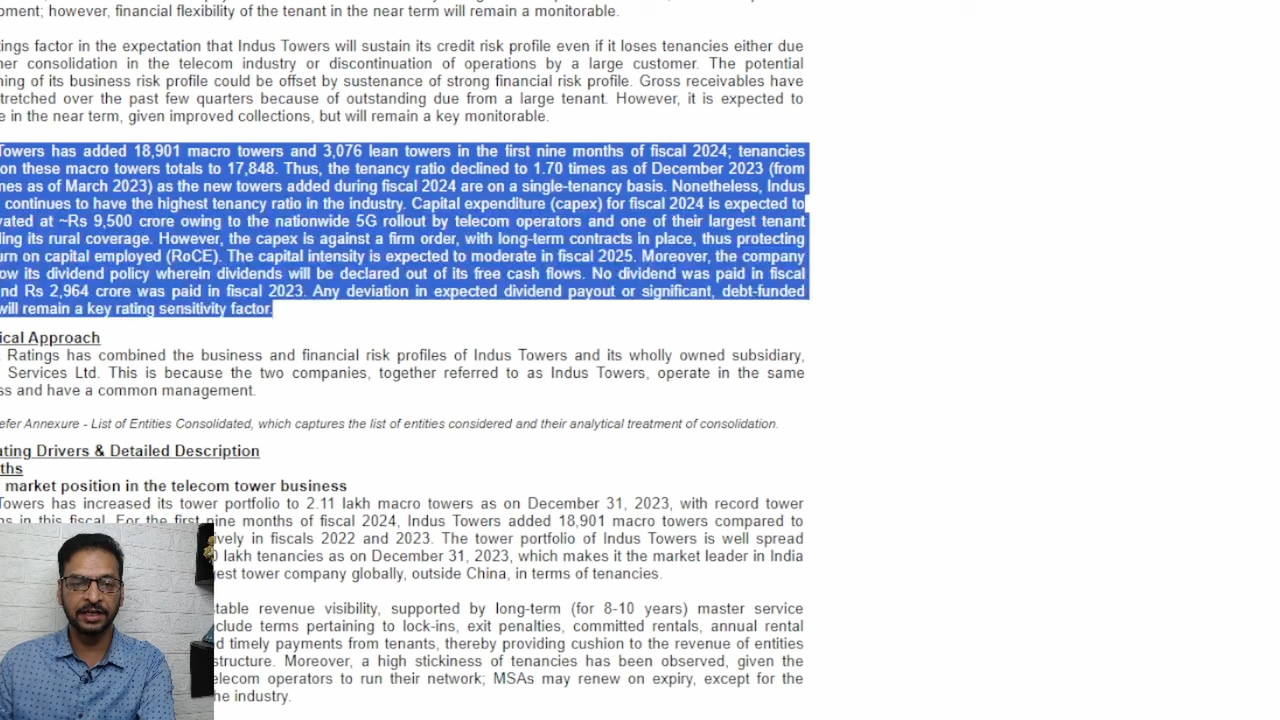 pment; however, financial flexibility of the tenant in the near term will remain a monitorable.
tings factor in the expectation that Indus Towers will sustain its credit risk profile even if it loses tenancies either due
her consolidation in the telecom industry or discontinuation of operations by a large customer. The potential
ning of its business risk profile could be offset by sustenance of strong financial risk profile. Gross receivables have
stretched over the past few quarters because of outstanding due from a large tenant. However, it is expected to
e in the near term, given improved collections, but will remain a key monitorable.
Towers has added 18,901 macro towers and 3,076 lean towers in the first nine months of fiscal 2024; tenancies
on these macro towers totals to 17,848. Thus, the tenancy ratio declined to 1.70 times as of December 2023 (from
mes as of March 2023) as the new towers added during fiscal 2024 are on a single-tenancy basis. Nonetheless, Indus
continues to have the highest tenancy ratio in the industry. Capital expenditure (capex) for fiscal 2024 is expected to
vated at ~Rs 9,500 crore owing to the nationwide 5G rollout by telecom operators and one of their largest tenant
ding its rural coverage. However, the capex is against a firm order, with long-term contracts in place, thus protecting
urn on capital employed (RoCE). The capital intensity is expected to moderate in fiscal 2025. Moreover, the company
ow its dividend policy wherein dividends will be declared out of its free cash flows. No dividend was paid in fiscal
nd Rs 2,964 crore was paid in fiscal 2023. Any deviation in expected dividend payout or significant, debt-funded
will remain a key rating sensitivity factor.
ical Approach
Ratings has combined the business and financial risk profiles of Indus Towers and its wholly owned subsidiary,
Services Ltd. This is because the two companies, together referred to as Indus Towers, operate in the same
ss and have a common management.
efer Annexure - List of Entities Consolidated, which captures the list of entities considered and their analytical treatment of consolidation.
ating Drivers & Detailed Description
ths
market position in the telecom tower business
Towers has increased its tower portfolio to 2.11 lakh macro towers as on December 31, 2023, with record tower
ns in this fiscal. For the first nine months of fiscal 2024, Indus Towers added 18,901 macro towers compared to
vely in fiscals 2022 and 2023. The tower portfolio of Indus Towers is well spread
0 lakh tenancies as on December 31, 2023, which makes it the market leader in India
gest tower company globally, outside China, in terms of tenancies.
table revenue visibility, supported by long-term (for 8-10 years) master service
clude terms pertaining to lock-ins, exit penalties, committed rentals, annual rental
d timely payments from tenants, thereby providing cushion to the revenue of entities
structure. Moreover, a high stickiness of tenancies has been observed, given the
elecom operators to run their network; MSAs may renew on expiry, except for the
he industry.